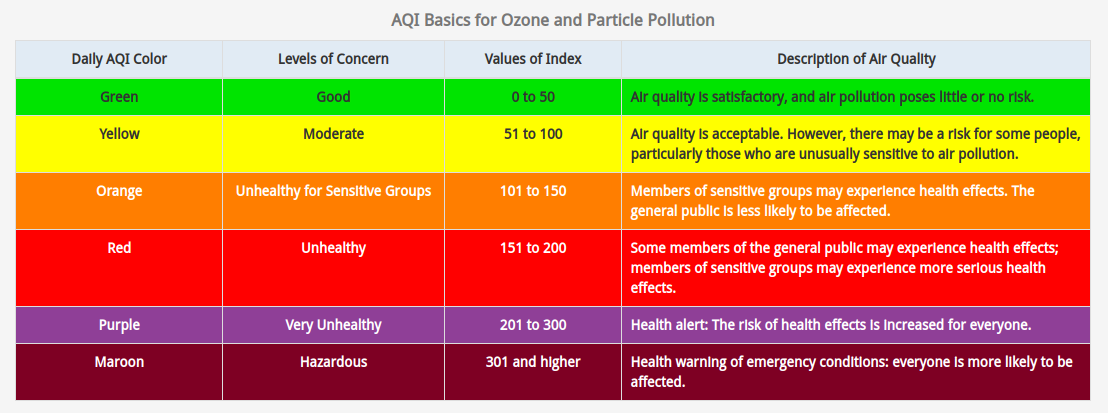 AQI Basics for Ozone and Particle Pollution
Daily AQI Color Levels of Concern Values of Index Description of Air Quality
Green Good 0 to 50 Air quality is satisfactory, and air pollution poses little or no risk.
Yellow Moderate 51 to 100 Air quality is acceptable. However, there may be a risk for some people,
particularly those who are unusually sensitive to air pollution.
Orange Unhealthy for Sensitive Groups 101 to 150 Members of sensitive groups may experience health effects. The
general public is less likely to be affected.
Red Unhealthy 151 to 200 Some members of the general public may experience health effects;
members of sensitive groups may experience more serious health
effects.
Purple Very Unhealthy 201 to 300 Health alert: The risk of health effects is increased for everyone.
Maroon Hazardous 301 and higher Health warning of emergency conditions: everyone is more likely to be
affected.